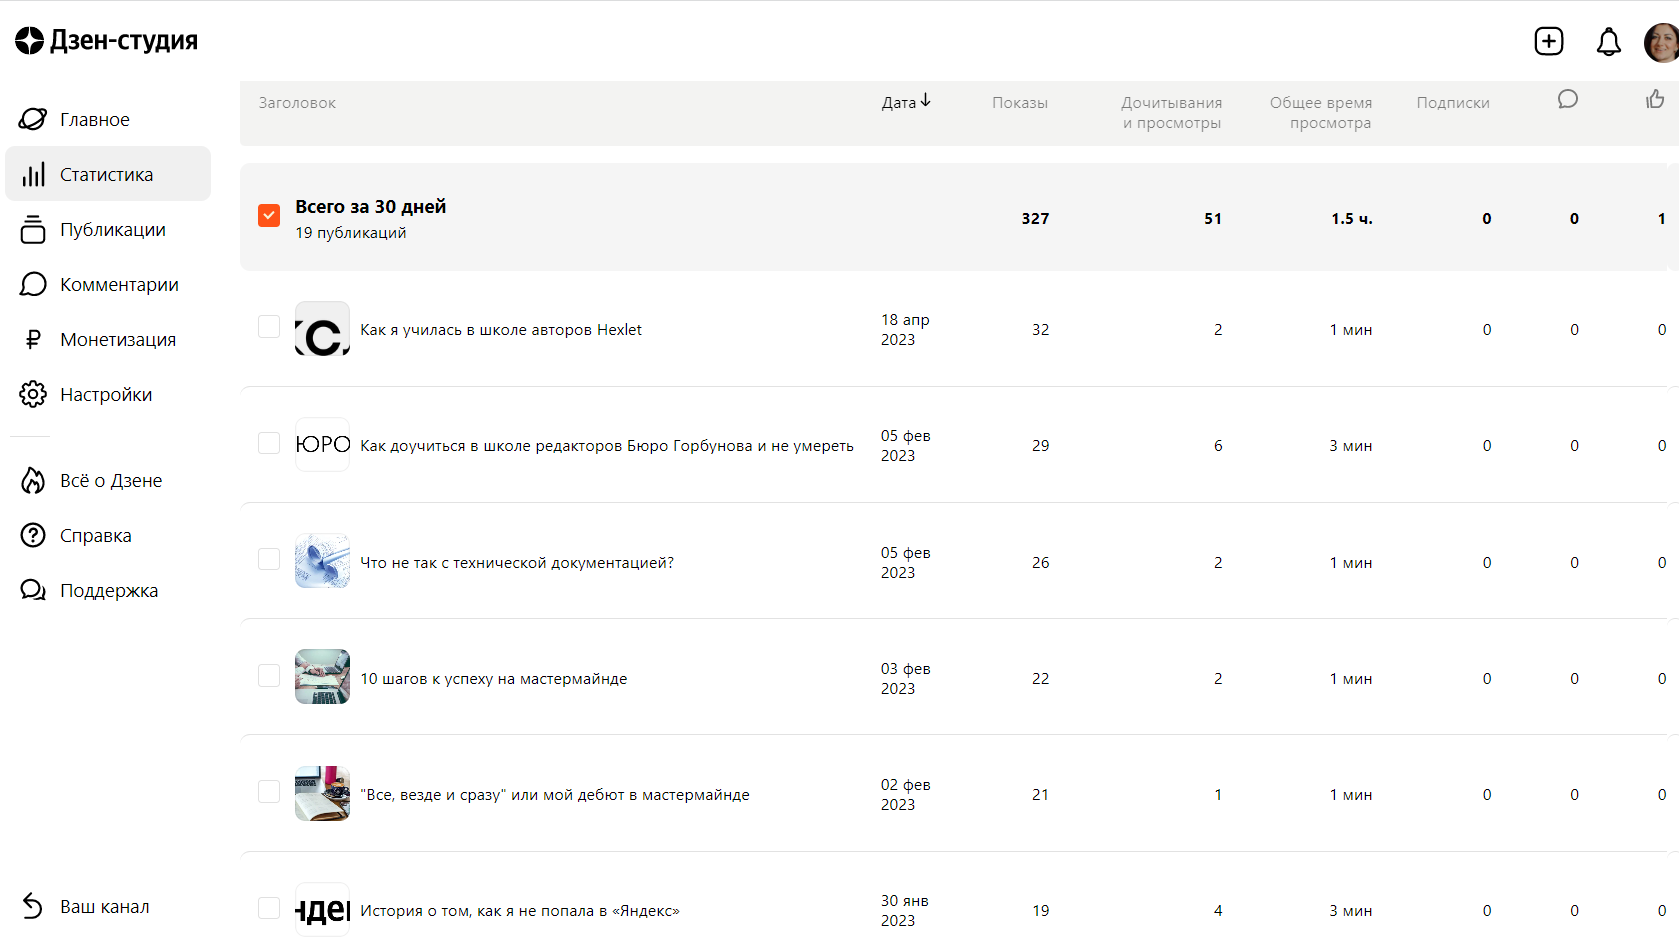 Дзен-студия
Главное
Статистика
Публикации
Комментарии
Монетизация
Настройки
Всё о Дзене
Справка
Поддержка
Ваш канал
Заголовок Дата Показы Дочитывания и просмотры Общее время просмотра Подписки
Всего за 30 дней 327 51 1.5 ч. 0 0 1
19 публикаций
КС. Как я училась в школе авторов Hexlet 18 апр 2023 32 2 1 мин 0 0 0
ЮРО Как доучиться в школе редакторов Бюро Горбунова и не умереть 05 фев 2023 29 6 3 мин 0 0 0
Что не так с технической документацией? 05 фев 2023 26 2 1 мин 0 0 0
10 шагов к успеху на мастермайнде 03 фев 2023 22 2 1 мин 0 0 0
"Все, везде и сразу" или мой дебют в мастермайнде 02 фев 2023 21 1 1 мин 0 0 0
ндек История о том, как я не попала в «Яндекс» 30 янв 2023 19 4 3 мин 0 0 0